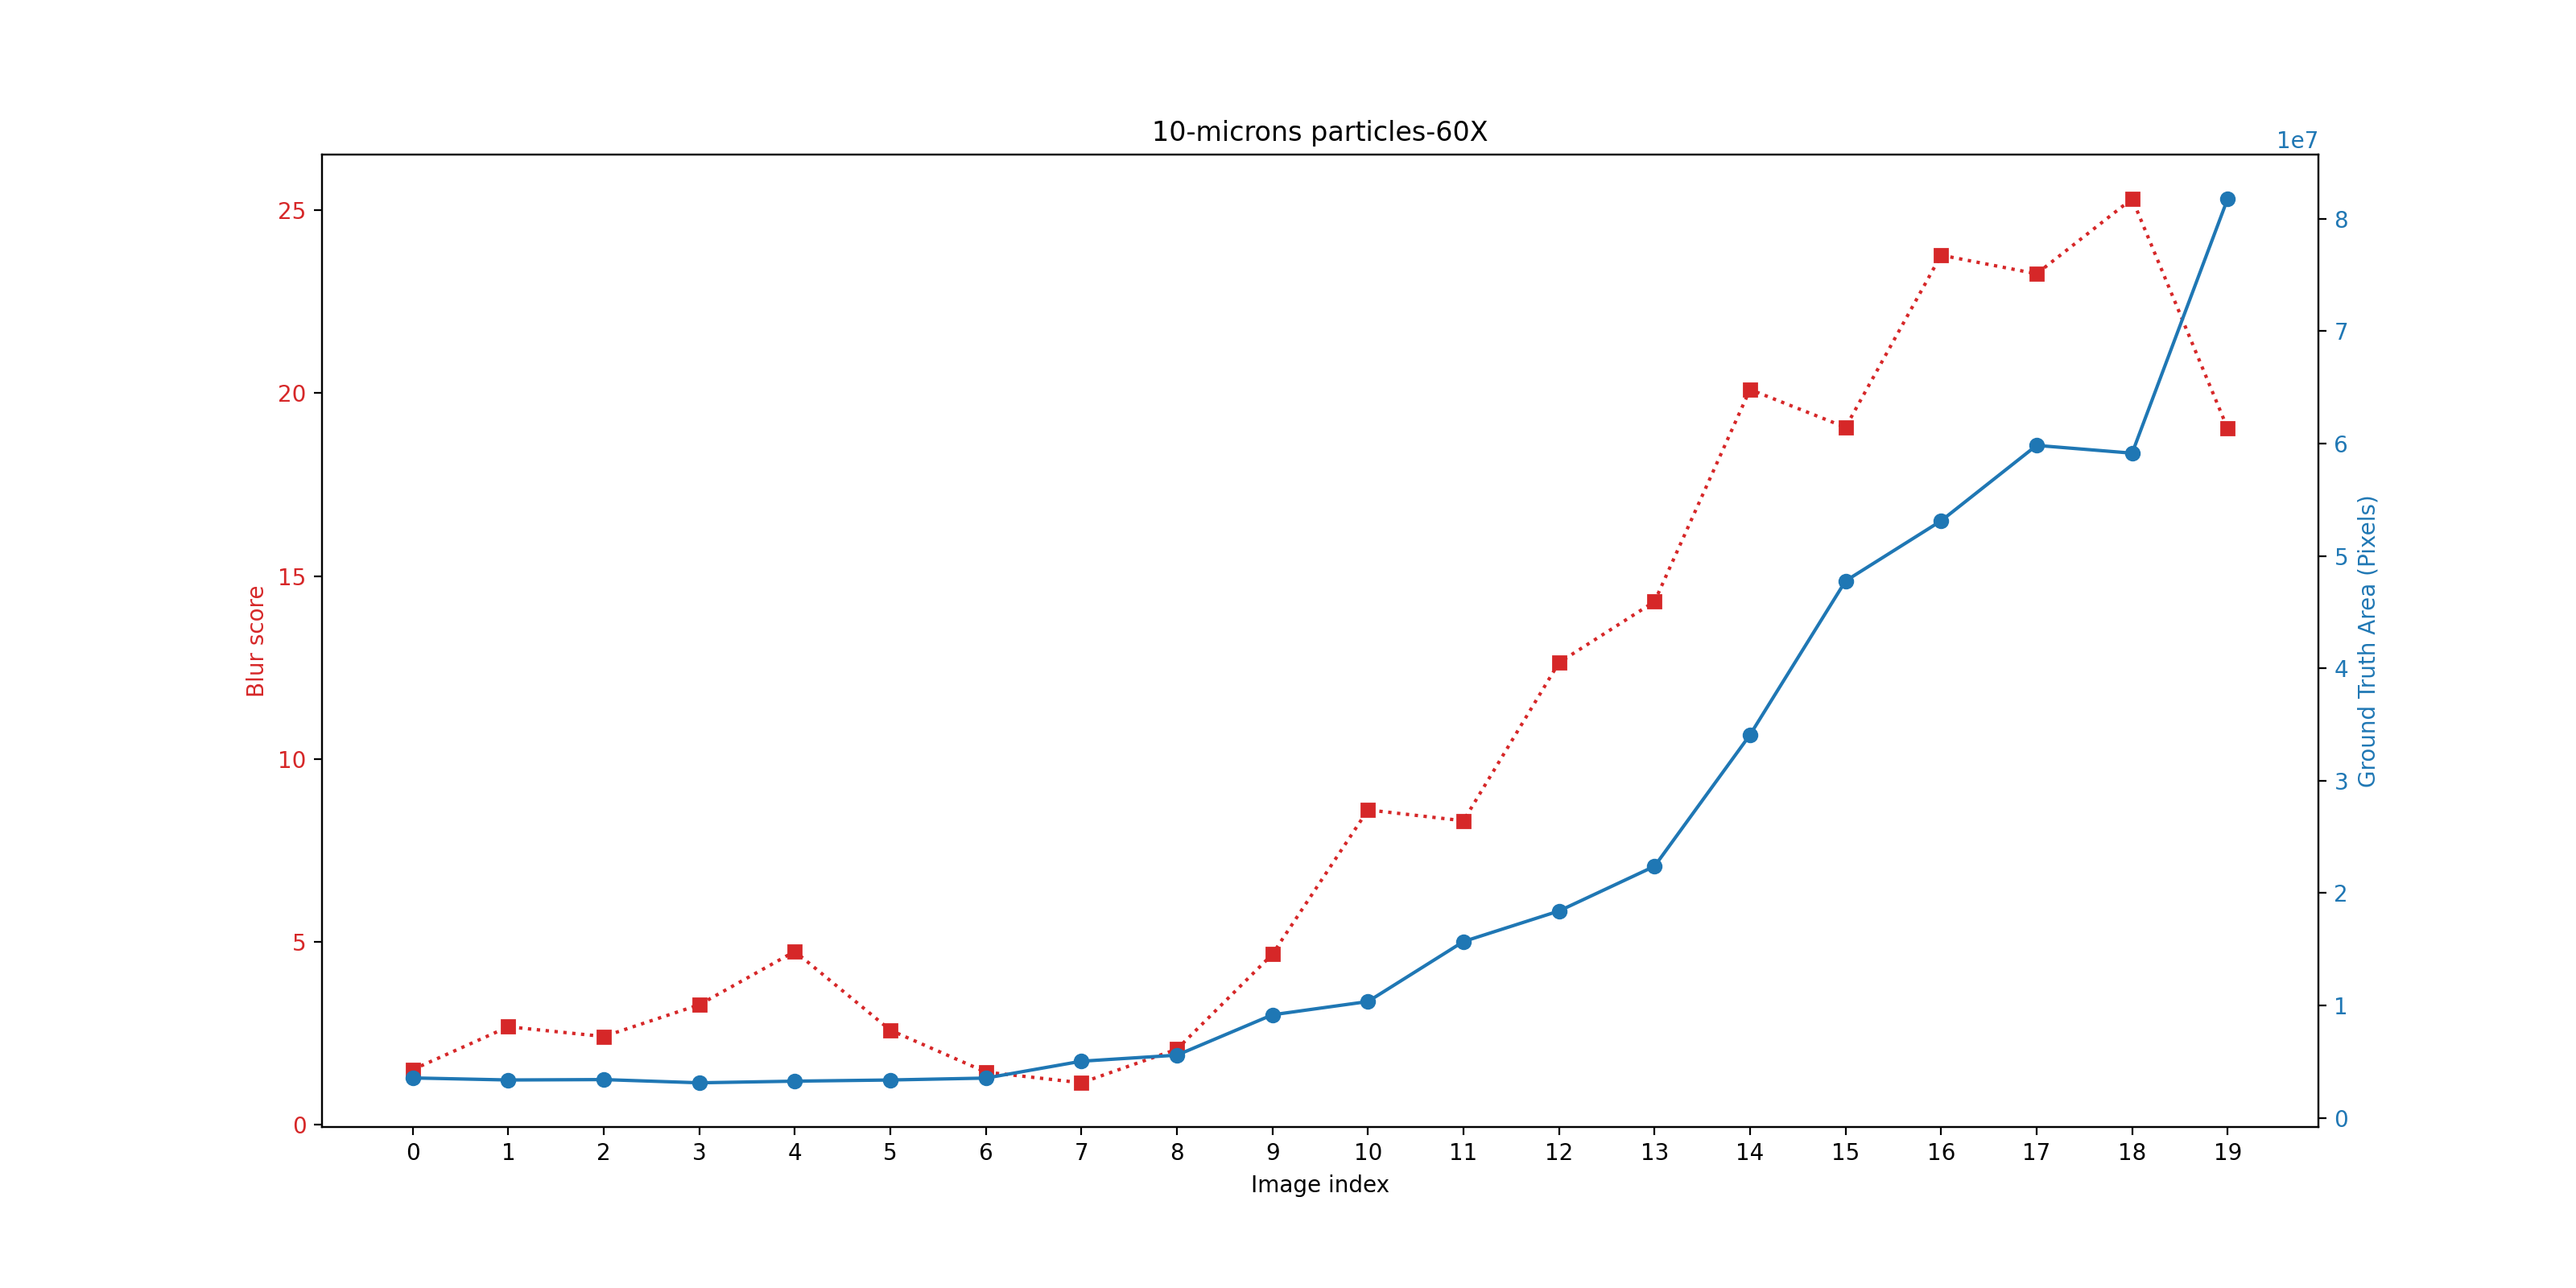 10-microns particles-60X
1e7
25
20
15
10
5
0
Blur score
8
7
6
5
4
3
2
1
0
Ground Truth Area (Pixels)
0 1 2 3 4 5 6 7 8 9 10 11 12 13 14 15 16 17 18 19
Image index